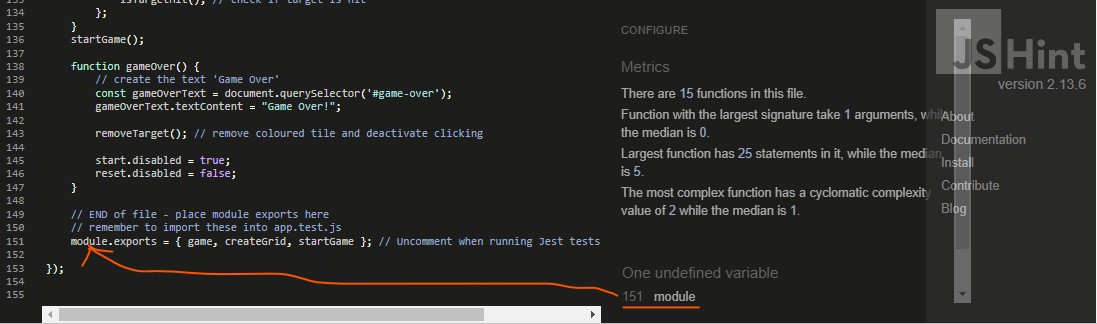 133 isTargetHit(); // check if target is hit
134 };
135 }
136 startGame();
137
138 function gameOver() {
139 // create the text 'Game Over'
140 const gameOverText = document.querySelector('#game-over');
141 gameOverText.textContent = "Game Over!";
142
143 removeTarget(); // remove coloured tile and deactivate clicking
144
145 start.disabled = true;
146 reset.disabled = false;
147 }
148
149 // END of file - place module exports here
150 // remember to import these into app.test.js
151 module.exports = { game, createGrid, startGame }; // Uncomment when running Jest tests
152
153 });
154
155
CONFIGURE
Metrics
There are 15 functions in this file.
Function with the largest signature take 1 arguments, while
the median is 0.
Largest function has 25 statements in it, while the median
is 5.
The most complex function has a cyclomatic complexity
value of 2 while the median is 1.
One undefined variable
151 module
JSHint
version 2.13.6
About
Documentation
Install
Contribute
Blog